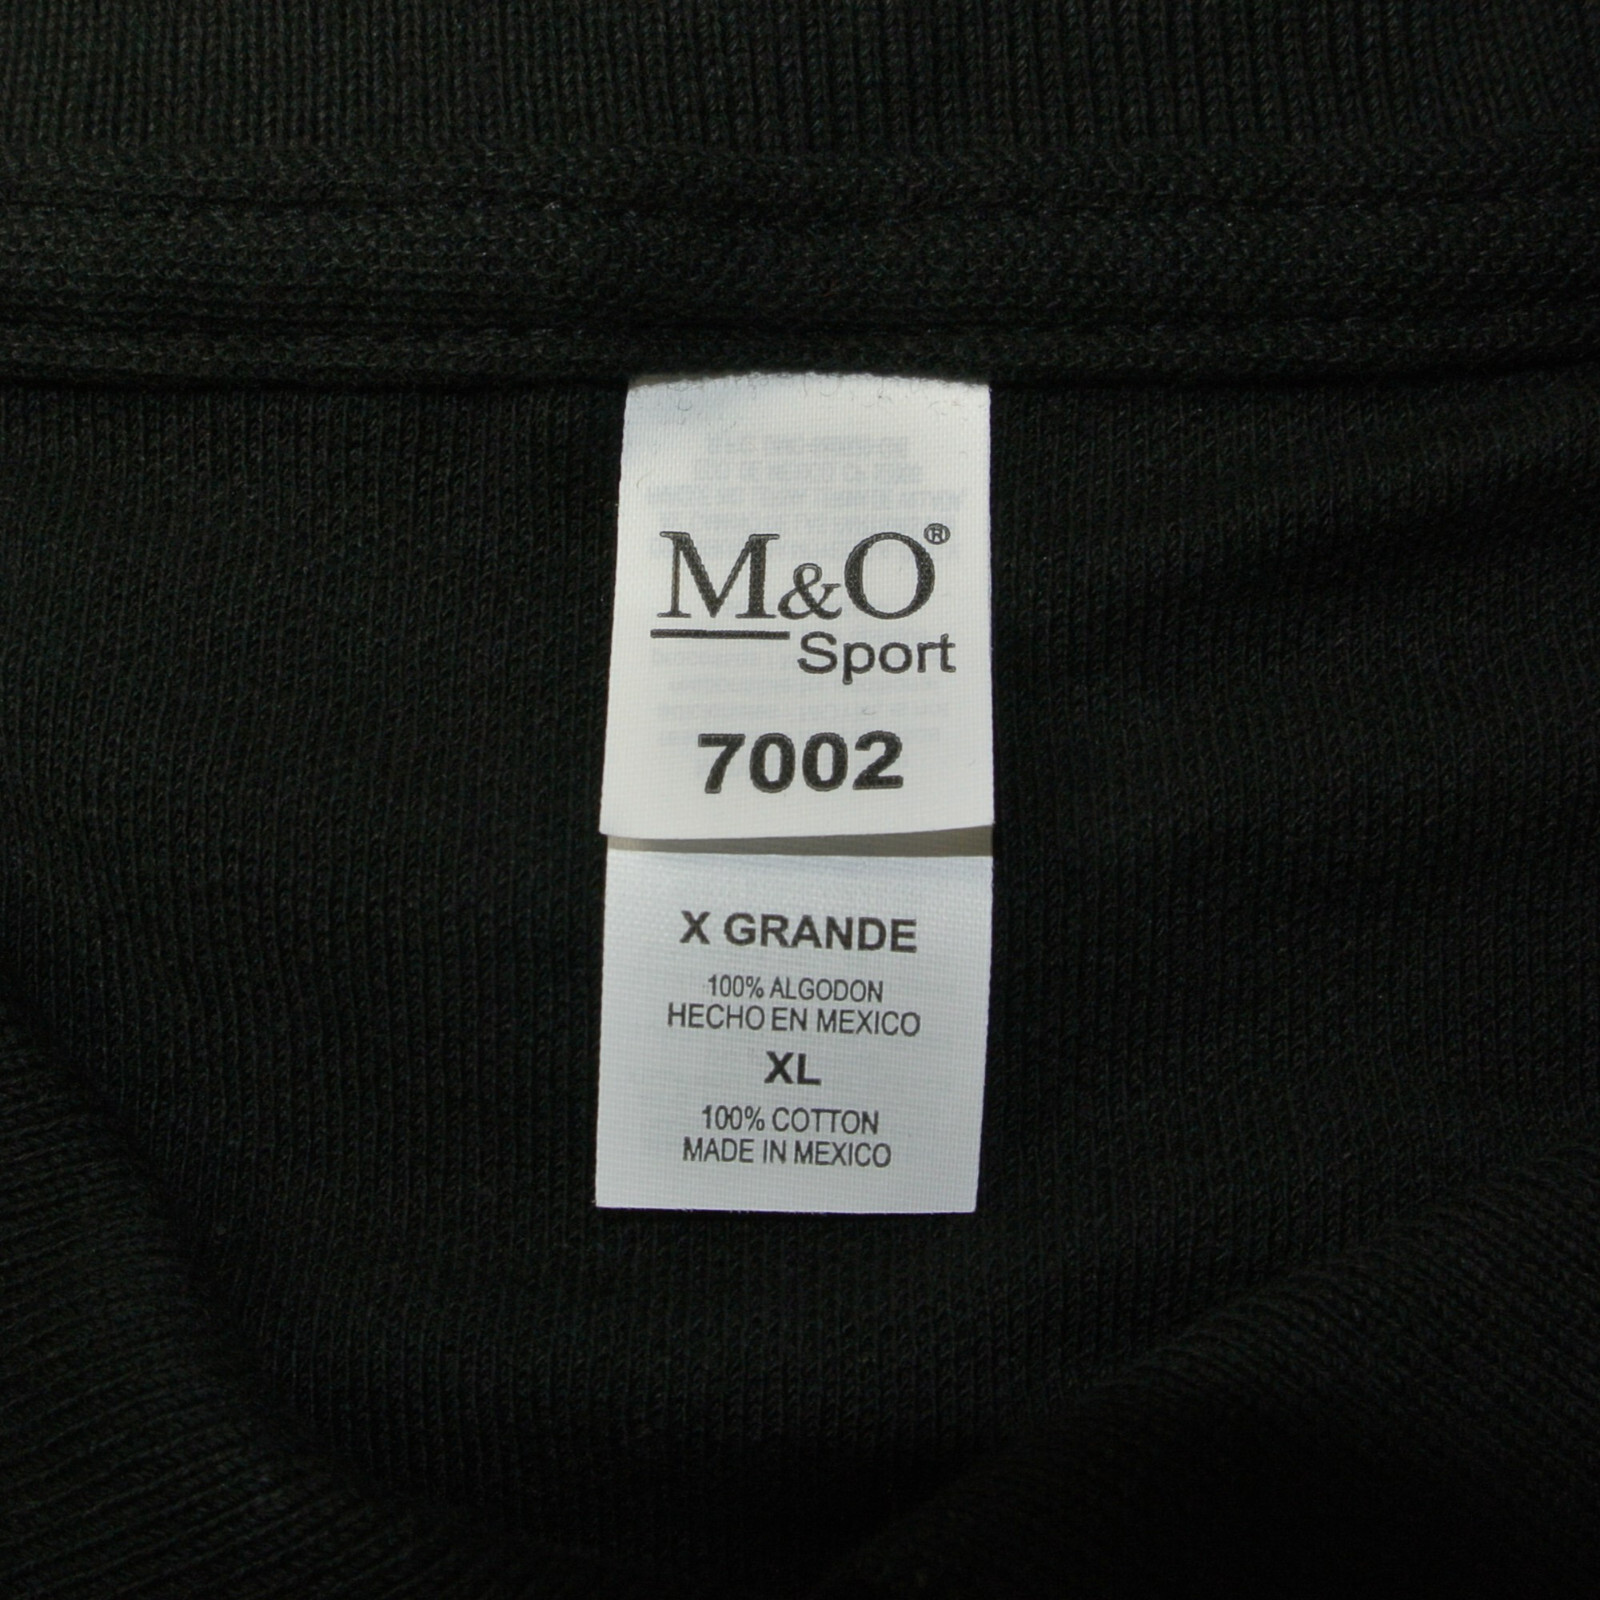 M&O®
Sport
7002
X GRANDE
100% ALGODON
HECHO EN MEXICO
XL
100% COTTON
MADE IN MEXICO